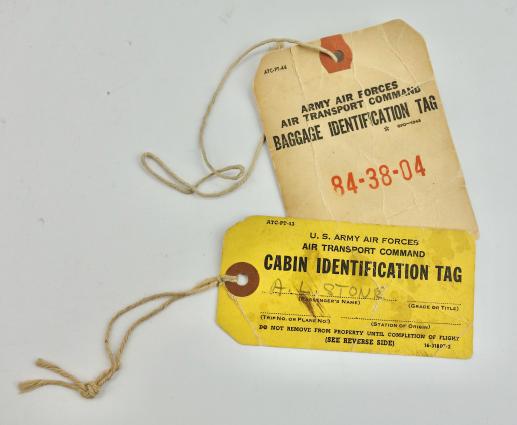 ATC-PT-44
ARMY AIR FORCES
AIR TRANSPORT COMMAND
BAGGAGE IDENTIFICATION TAG
84-38-04
ATC-PT-43
U. S. ARMY AIR FORCES
AIR TRANSPORT COMMAND
CABIN IDENTIFICATION TAG
A. L. STONE
(PASSENGER'S NAME) (GRADE OR TITLE)
(TRIP NO. OR PLANE NO.) (STATION OF ORIGIN)
DO NOT REMOVE FROM PROPERTY UNTIL COMPLETION OF FLIGHT
(SEE REVERSE SIDE)